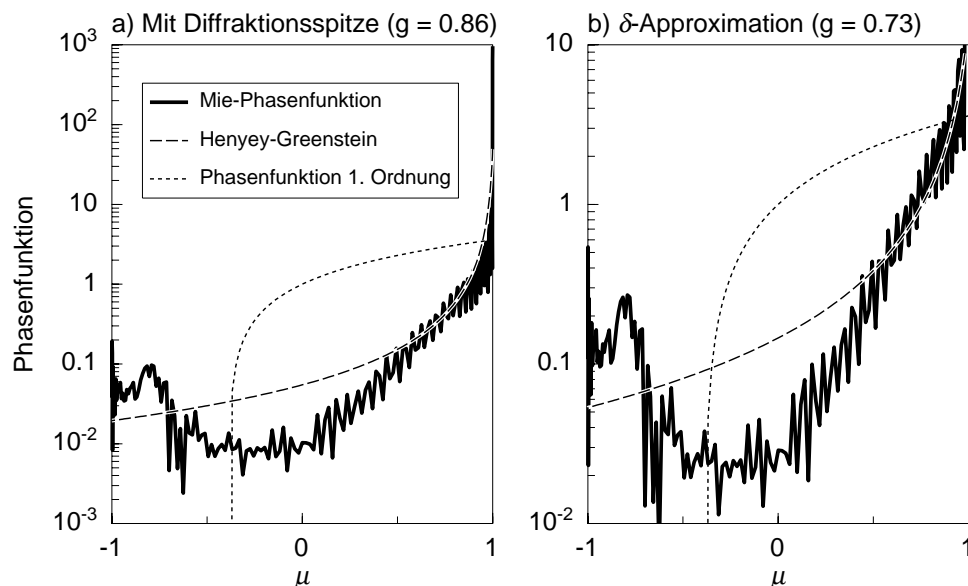 a) Mit Diffraktionsspitze (g = 0.86)
b) δ-Approximation (g = 0.73)
Phasenfunktion
10³
10²
10
1
0.1
10⁻²
10⁻³
Mie-Phasenfunktion
Henyey-Greenstein
Phasenfunktion 1. Ordnung
-1
0
1
μ
10
1
0.1
10⁻²
-1
0
1
μ